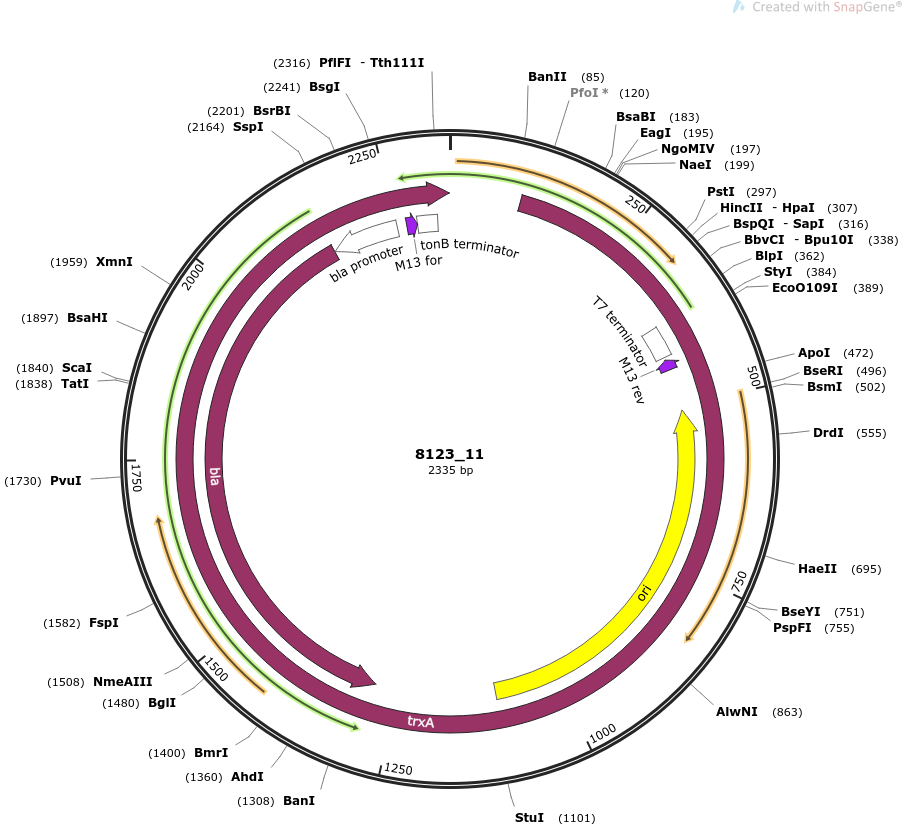 Created with SnapGene®
(2316) PflFI - Tth111I
(2241) BsgI
(2201) BsrBI
(2164) SspI
BanII (85)
PfoI * (120)
BsaBI (183)
EagI (195)
NgoMIV (197)
NaeI (199)
PstI (297)
HincII - HpaI (307)
BspQI - SapI (316)
BbvCI - Bpu10I (338)
BlpI (362)
StyI (384)
EcoO109I (389)
ApoI (472)
BseRI (496)
BsmI (502)
DrdI (555)
HaeII (695)
BseYI (751)
PspFI (755)
AlwNI (863)
StuI (1101)
BanI (1308)
AhdI (1360)
BmrI (1400)
BglI (1480)
NmeAIII (1508)
FspI (1582)
PvuI (1730)
TatI (1838)
ScaI (1840)
BsaHI (1897)
XmnI (1959)
250
500
750
1000
1250
1500
1750
2000
2250
bla promoter
M13 for
tonB terminator
T7 terminator
M13 rev
bla
ori
trxA
8123_11
2335 bp